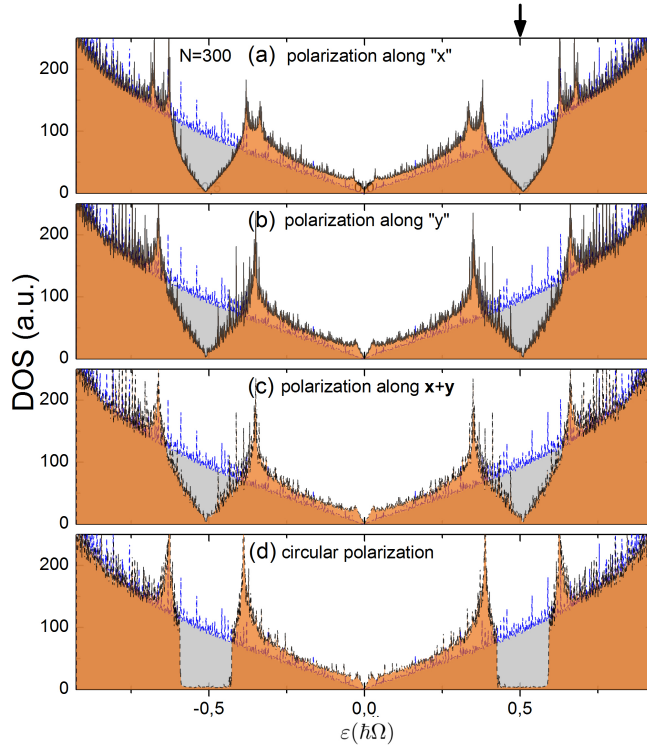 N=300 (a) polarization along "x"
200
100
0
(b) polarization along "y"
200
100
0
DOS (a.u.)
(c) polarization along x+y
200
100
0
(d) circular polarization
200
100
0
-0,5 0,0 0,5
ε(ħΩ)